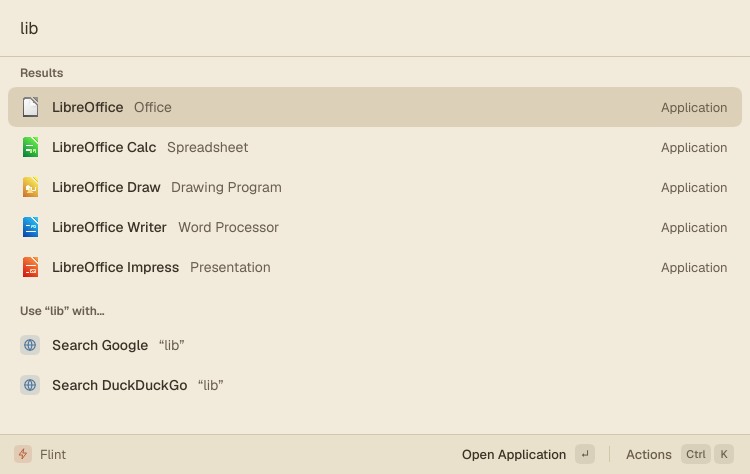 lib
Results
LibreOffice Office Application
LibreOffice Calc Spreadsheet Application
LibreOffice Draw Drawing Program Application
LibreOffice Writer Word Processor Application
LibreOffice Impress Presentation Application
Use “lib” with...
Search Google “lib”
Search DuckDuckGo “lib”
Flint Open Application ↵ Actions Ctrl K